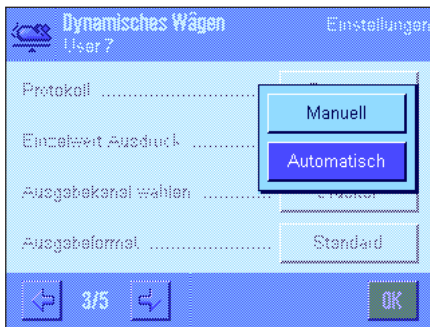 Dynamisches Wägen
Einstellungen
User 7
Protokoll
Manuell
Einzelwert Ausdruck
Automatisch
Ausgabekanal wählen
Drucker
Ausgabeformat
Standard
3/5
OK